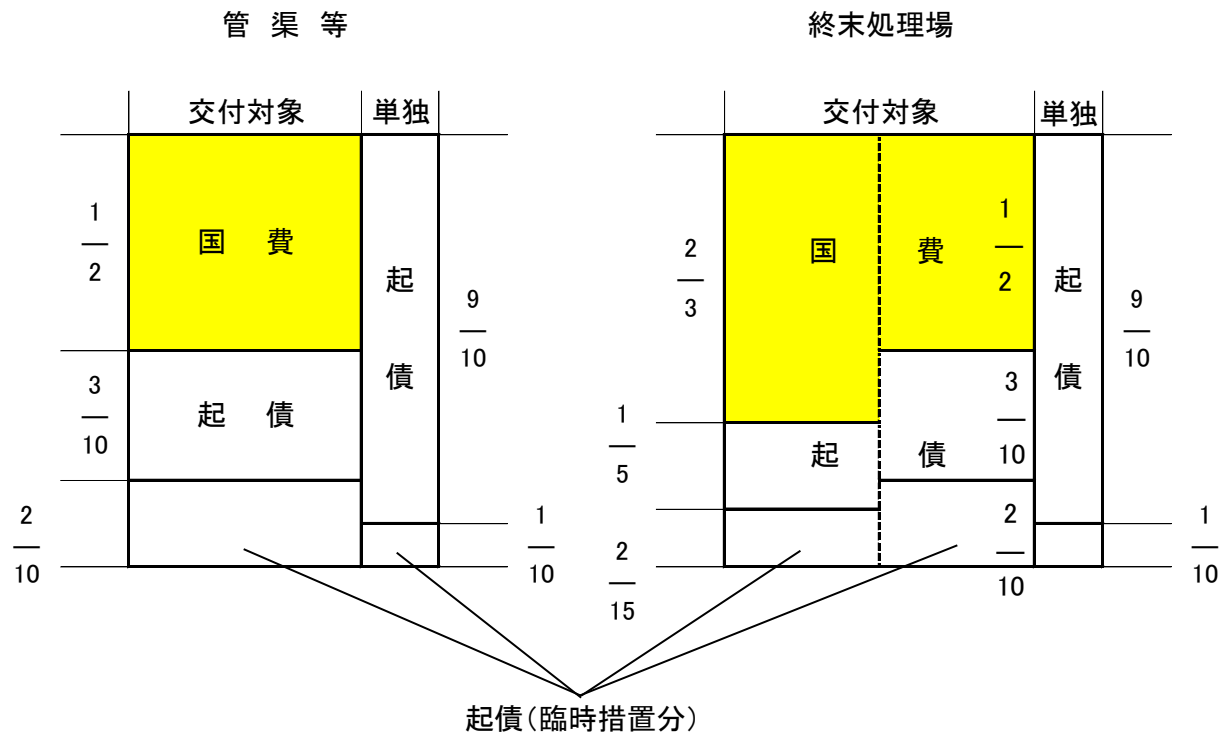 管 渠 等
終末処理場
交付対象
単独
1
—
2
3
—
10
2
—
10
国 費
起 債
起
債
9
—
10
1
—
10
交付対象
単独
2
—
3
1
—
5
2
—
15
国 費
起 債
1
—
2
3
—
10
2
—
10
起
債
9
—
10
1
—
10
起債(臨時措置分)